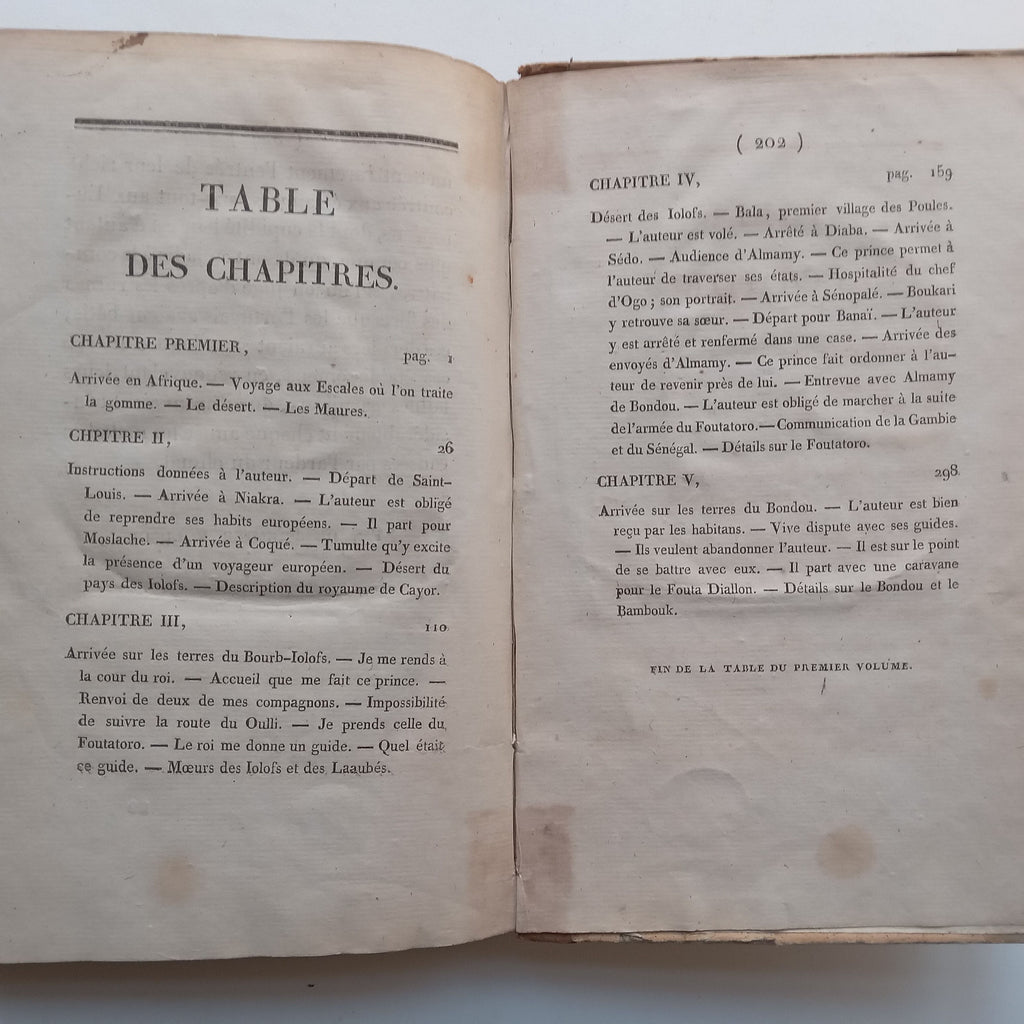 TABLE
DES CHAPITRES.
CHAPITRE PREMIER, pag. 1
Arrivée en Afrique. — Voyage aux Escales où l'on traite
la gomme. — Le désert. — Les Maures.
CHPITRE II, 26
Instructions données à l'auteur. — Départ de Saint-
Louis. — Arrivée à Niakra. — L'auteur est obligé
de reprendre ses habits européens. — Il part pour
Moslache. — Arrivée à Coqué. — Tumulte qu'y excite
la présence d'un voyageur européen. — Désert du
pays des Iolofs. — Description du royaume de Cayor.
CHAPITRE III, 110
Arrivée sur les terres du Bourb-Iolofs. — Je me rends à
la cour du roi. — Accueil que me fait ce prince. —
Renvoi de deux de mes compagnons. — Impossibilité
de suivre la route du Oulli. — Je prends celle du
Foutatoro. — Le roi me donne un guide. — Quel était
ce guide. — Mœurs des Iolofs et des Laaubés.
( 202 )
CHAPITRE IV, pag. 159
Désert des Iolofs. — Bala, premier village des Poules.
— L'auteur est volé. — Arrêté à Diaba. — Arrivée à
Sédo. — Audience d'Almamy. — Ce prince permet à
l'auteur de traverser ses états. — Hospitalité du chef
d'Ogo ; son portrait. — Arrivée à Sénopalé. — Boukari
y retrouve sa sœur. — Départ pour Banaï. — L'auteur
y est arrêté et renfermé dans une case. — Arrivée des
envoyés d'Almamy. — Ce prince fait ordonner à l'au-
teur de revenir près de lui. — Entrevue avec Almamy
de Bondou. — L'auteur est obligé de marcher à la suite
de l'armée du Foutatoro. — Communication de la Gambie
et du Sénégal. — Détails sur le Foutatoro.
CHAPITRE V, 298
Arrivée sur les terres du Bondou. — L'auteur est bien
reçu par les habitans. — Vive dispute avec ses guides.
— Ils veulent abandonner l'auteur. — Il est sur le point
de se battre avec eux. — Il part avec une caravane
pour le Fouta Diallon. — Détails sur le Bondou et le
Bambouk.
FIN DE LA TABLE DU PREMIER VOLUME.